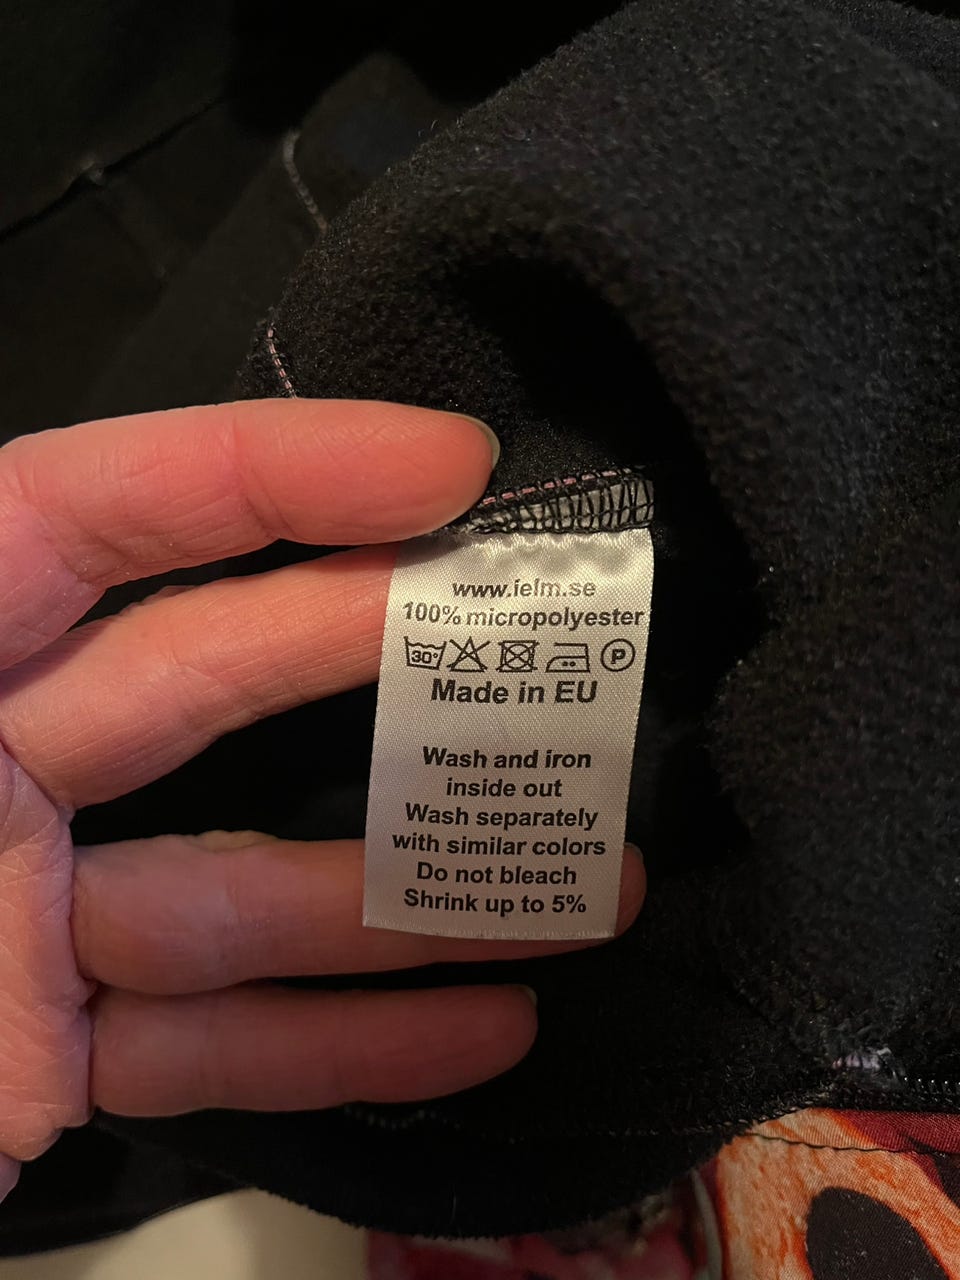 www.ielm.se
100% micropolyester
30° P
Made in EU
Wash and iron
inside out
Wash separately
with similar colors
Do not bleach
Shrink up to 5%